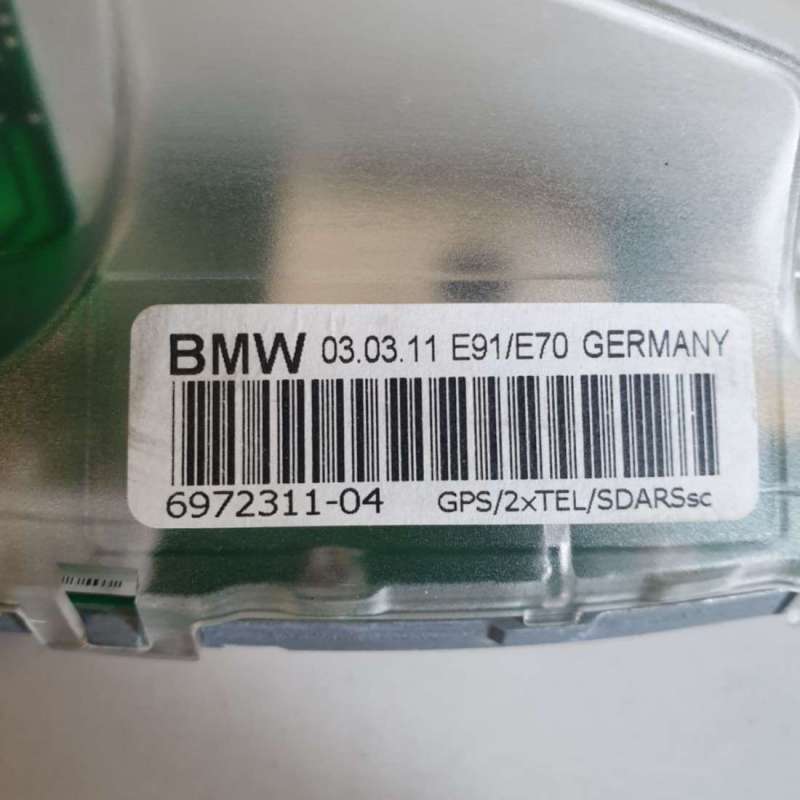 BMW 03.03.11 E91/E70 GERMANY
6972311-04 GPS/2xTEL/SDARSsc